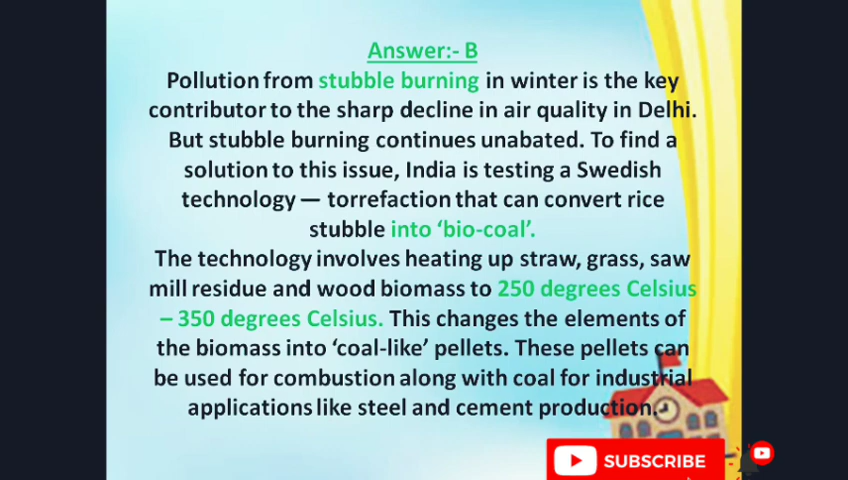 Answer:- B
Pollution from stubble burning in winter is the key
contributor to the sharp decline in air quality in Delhi.
But stubble burning continues unabated. To find a
solution to this issue, India is testing a Swedish
technology — torrefaction that can convert rice
stubble into ‘bio-coal’.
The technology involves heating up straw, grass, saw
mill residue and wood biomass to 250 degrees Celsius
– 350 degrees Celsius. This changes the elements of
the biomass into ‘coal-like’ pellets. These pellets can
be used for combustion along with coal for industrial
applications like steel and cement production.
SUBSCRIBE